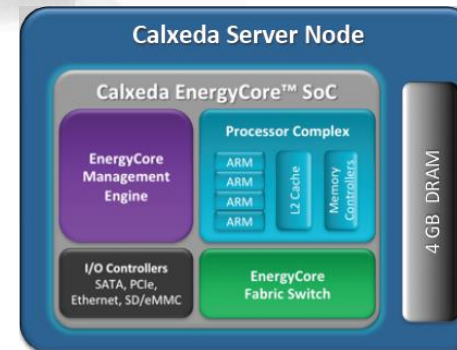 Calxeda Server Node
Calxeda EnergyCore™ SoC
EnergyCore
Management
Engine
Processor Complex
ARM
ARM
ARM
ARM
L2 Cache
Memory
Controllers
I/O Controllers
SATA, PCIe,
Ethernet, SD/eMMC
EnergyCore
Fabric Switch
4 GB DRAM